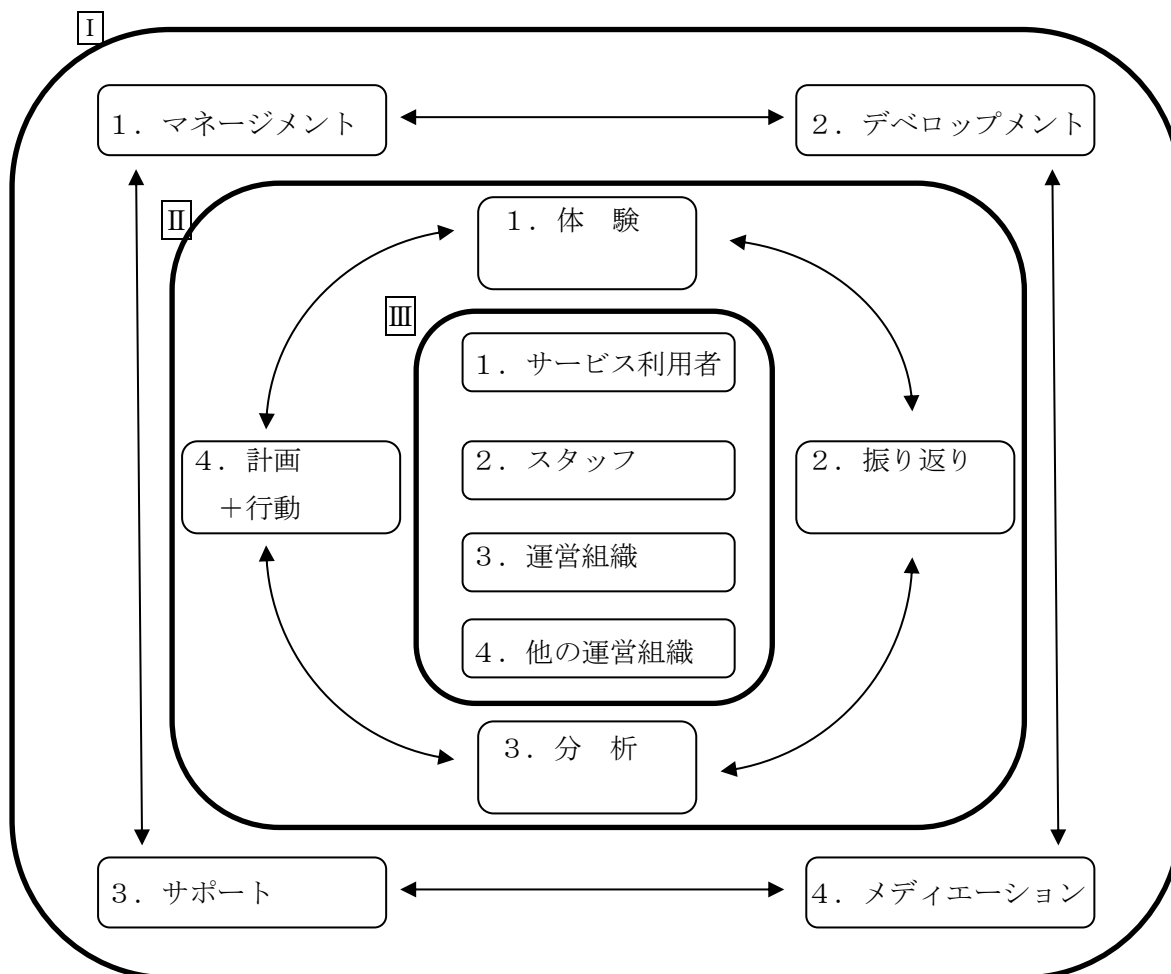 Ⅰ
１．マネージメント
２．デベロップメント
Ⅱ
１．体　験
Ⅲ
１．サービス利用者
４．計画
＋行動
２．スタッフ
２．振り返り
３．運営組織
４．他の運営組織
３．分　析
３．サポート
４．メディエーション